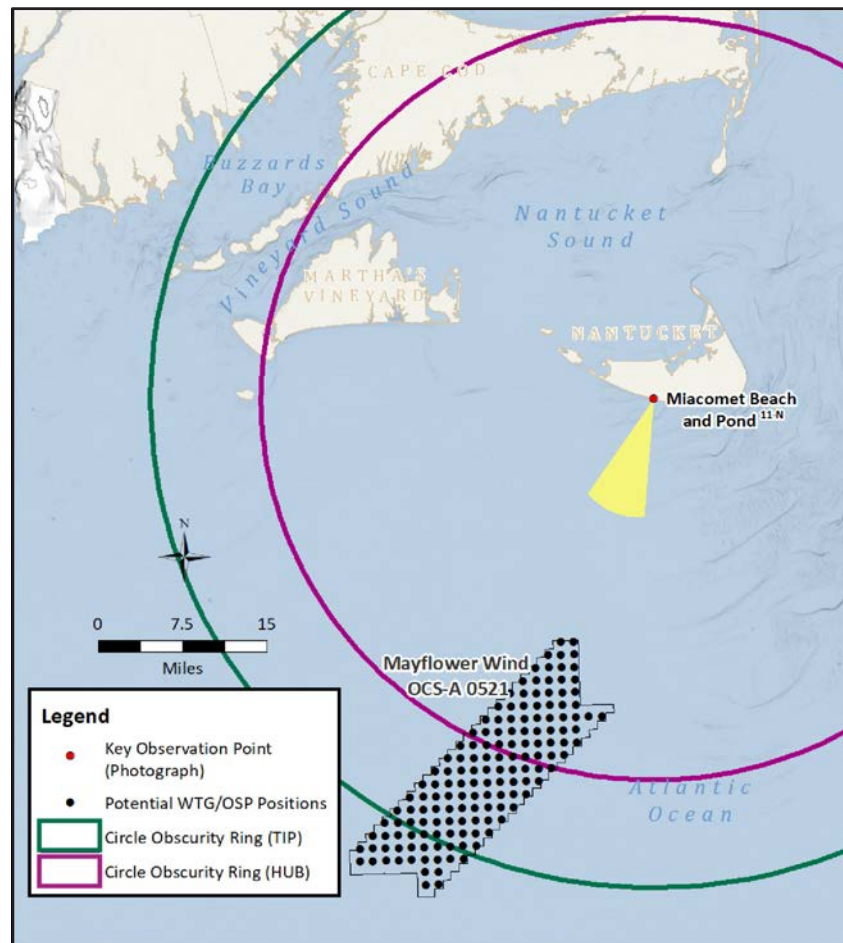 CAPE COD
Buzzards
Bay
Vineyard Sound
Nantucket
Sound
MARTHA'S
VINEYARD
NANTUCKET
Miacomet Beach
and Pond 11-N
N
0 7.5 15
Miles
Mayflower Wind
OCS-A 0521
Atlantic
Ocean
Legend
Key Observation Point
(Photograph)
Potential WTG/OSP Positions
Circle Obscurity Ring (TIP)
Circle Obscurity Ring (HUB)